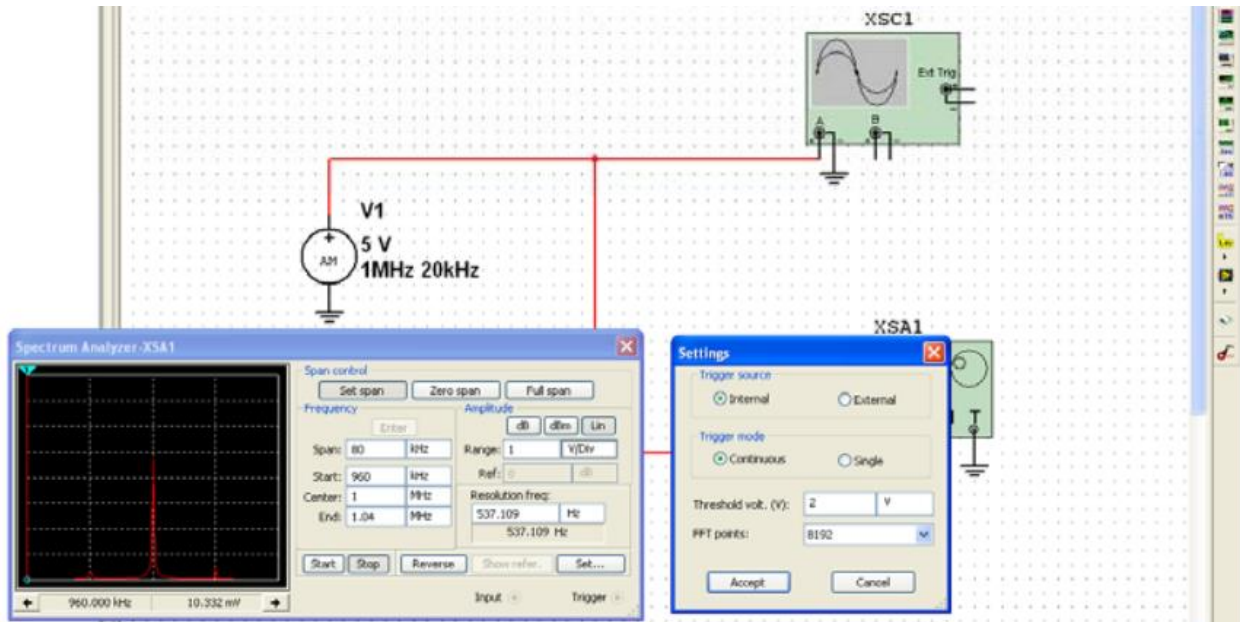 XSC1
Ext Trig
A
B
V1
5 V
AM
1MHz 20kHz
XSA1
T
Spectrum Analyzer-XSA1
Span control
Set span
Zero span
Full span
Frequency
Enter
Span: 80 kHz
Start: 960 kHz
Center: 1 MHz
End: 1.04 MHz
Amplitude
dB
dBm
Lin
Range: 1 V/Div
Ref: 0 dB
Resolution freq:
537.109 Hz
537.109 Hz
Start
Stop
Reverse
Show refer.
Set...
960.000 kHz
10.332 mV
Input
Trigger
Settings
Trigger source
Internal
External
Trigger mode
Continuous
Single
Threshold volt. (V): 2 V
FFT points: 8192
Accept
Cancel